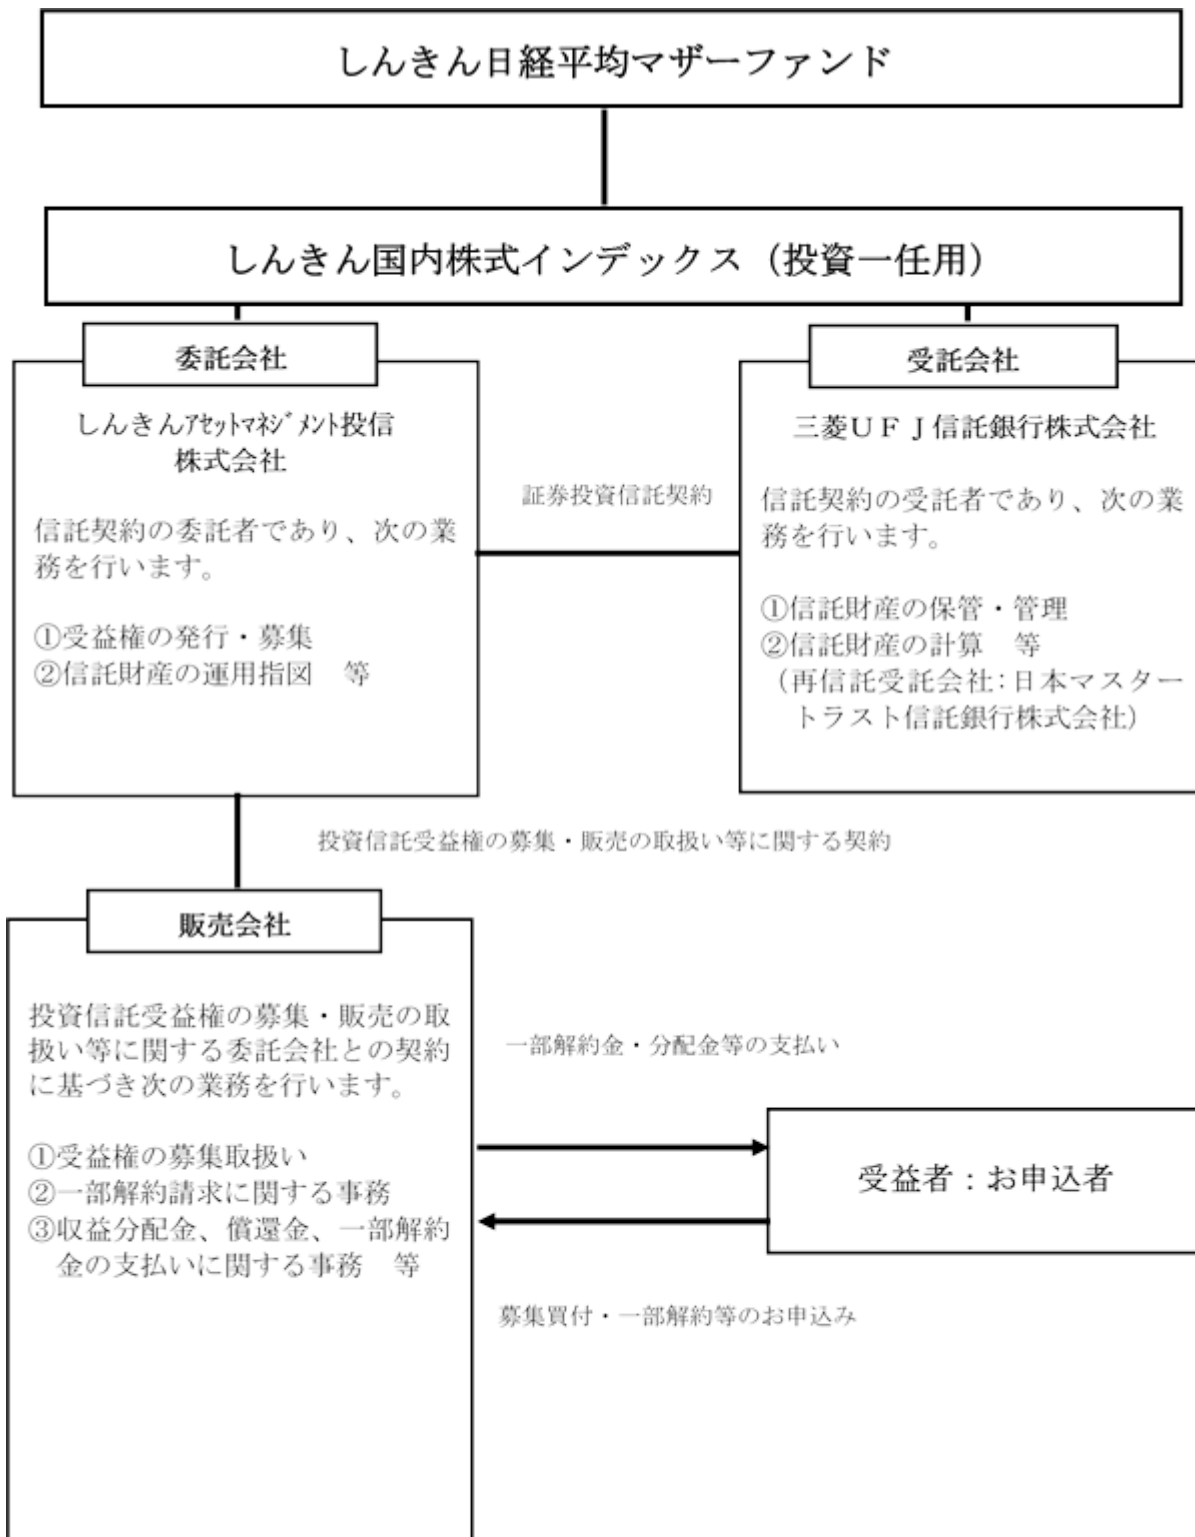 しんきん日経平均マザーファンド
しんきん国内株式インデックス（投資一任用）
委託会社
しんきんｱｾｯﾄﾏﾈｼﾞﾒﾝﾄ投信
株式会社
信託契約の委託者であり、次の業
務を行います。
①受益権の発行・募集
②信託財産の運用指図　等
証券投資信託契約
受託会社
三菱ＵＦＪ信託銀行株式会社
信託契約の受託者であり、次の業
務を行います。
①信託財産の保管・管理
②信託財産の計算　等
（再信託受託会社：日本マスター
トラスト信託銀行株式会社）
投資信託受益権の募集・販売の取扱い等に関する契約
販売会社
投資信託受益権の募集・販売の取
扱い等に関する委託会社との契約
に基づき次の業務を行います。
①受益権の募集取扱い
②一部解約請求に関する事務
③収益分配金、償還金、一部解約
金の支払いに関する事務　等
一部解約金・分配金等の支払い
受益者：お申込者
募集買付・一部解約等のお申込み